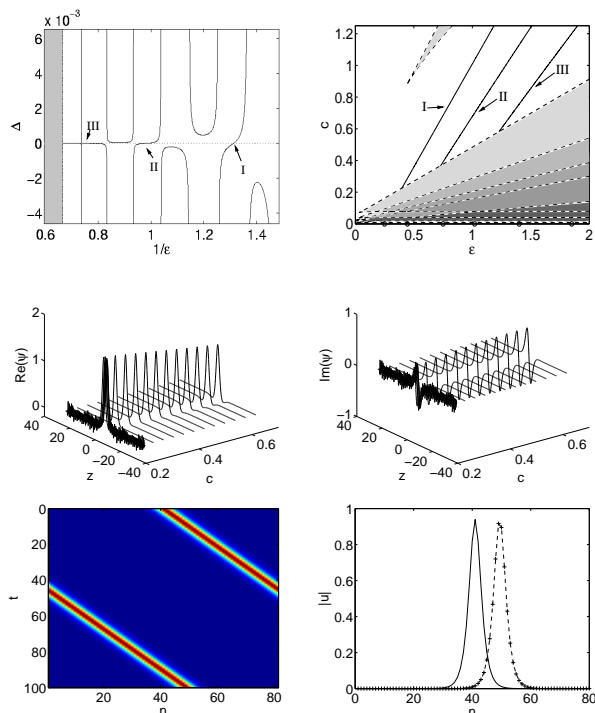 x 10⁻³
6
4
2
0
−2
−4
Δ
III
II
I
0.6 0.8 1 1.2 1.4
1/ε
1.2
1
0.8
0.6
0.4
0.2
0
c
I
II
III
0 0.5 1 1.5 2
ε
2
1
0
Re(ψ)
40 20 0 −20 −40
z
0.2 0.4 0.6
c
1
0
−1
Im(ψ)
40 20 0 −20 −40
z
0.2 0.4 0.6
c
0
20
40
60
80
100
t
20 40 60 80
n
1
0.8
0.6
0.4
0.2
0
|u|
0 20 40 60 80
n